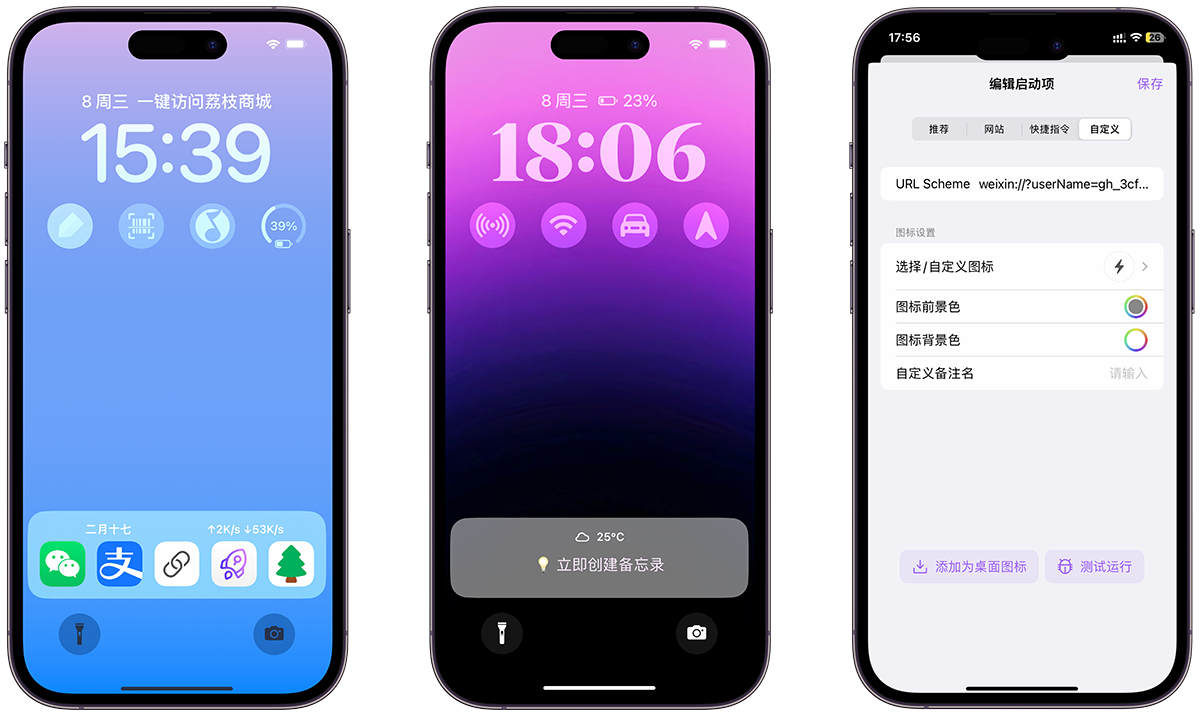 8 周三 一键访问荔枝商城
15:39
39%
二月十七 ↑2K/s ↓53K/s
支
8 周三 23%
18:06
25°C
立即创建备忘录
17:56 26
编辑启动项 保存
推荐 网站 快捷指令 自定义
URL Scheme weixin://?userName=gh_3cf...
图标设置
选择/自定义图标
图标前景色
图标背景色
自定义备注名 请输入
添加为桌面图标 测试运行